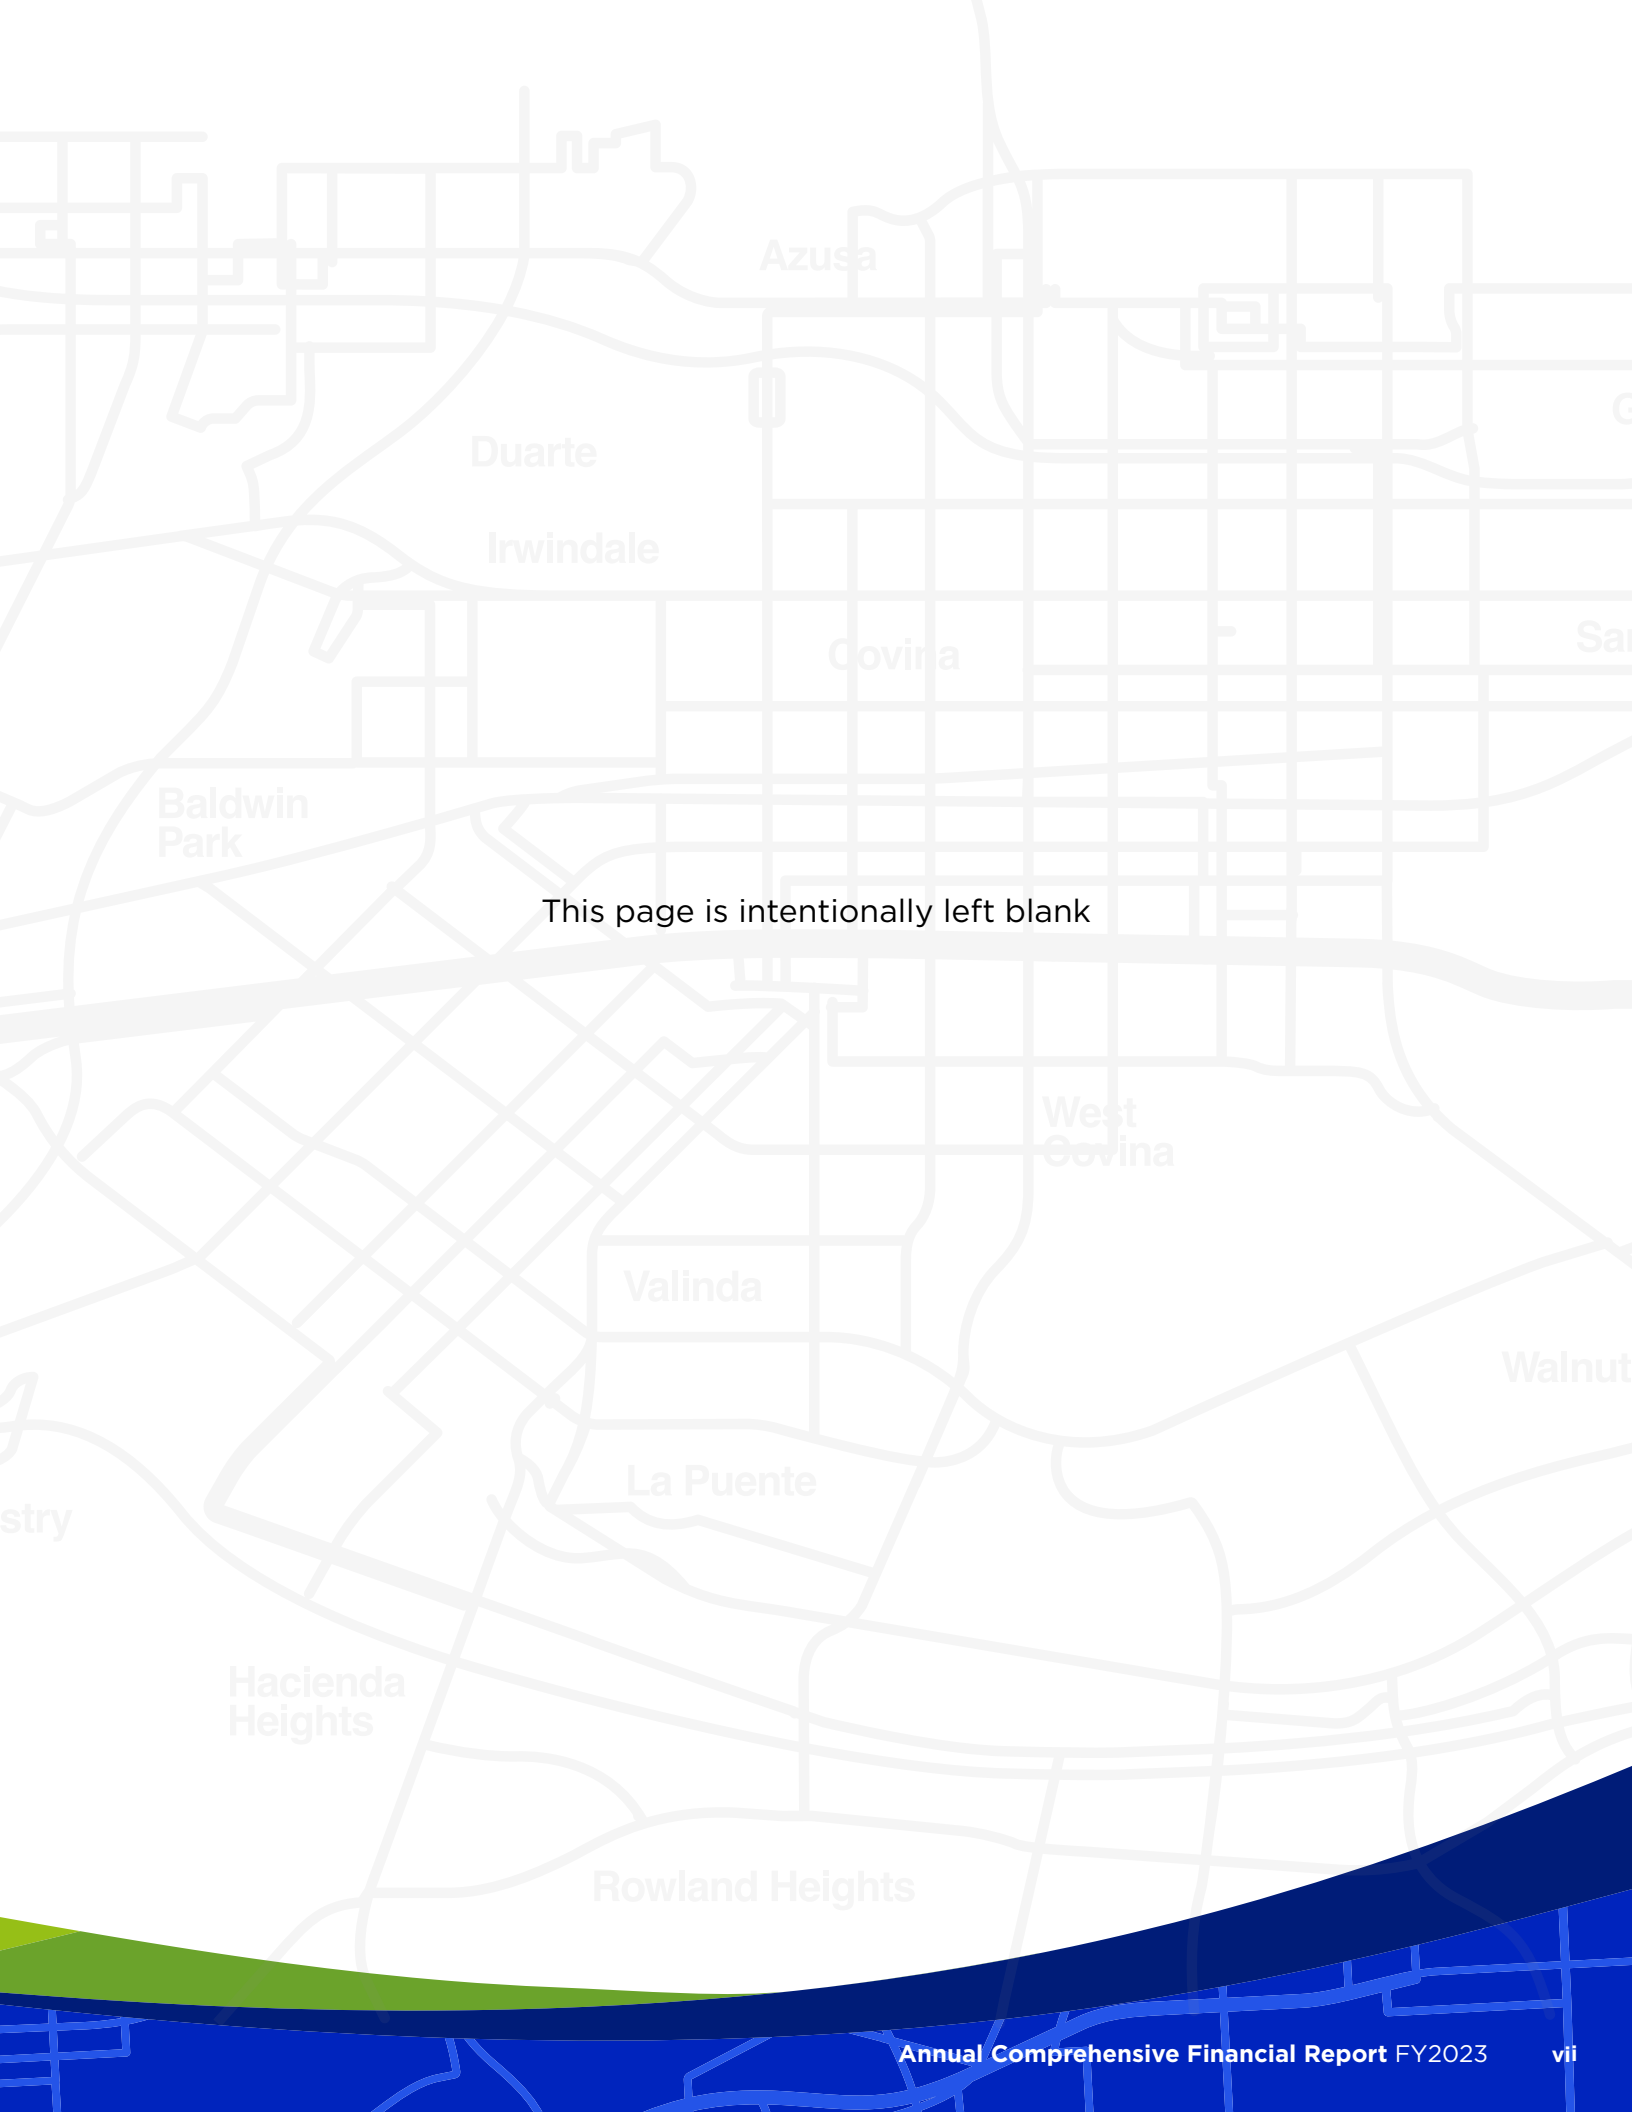 Azusa
Duarte
Irwindale
Covina
Baldwin
Park
This page is intentionally left blank
West
Covina
Valinda
Walnut
La Puente
stry
Hacienda
Heights
Rowland Heights
Annual Comprehensive Financial Report FY2023 vii